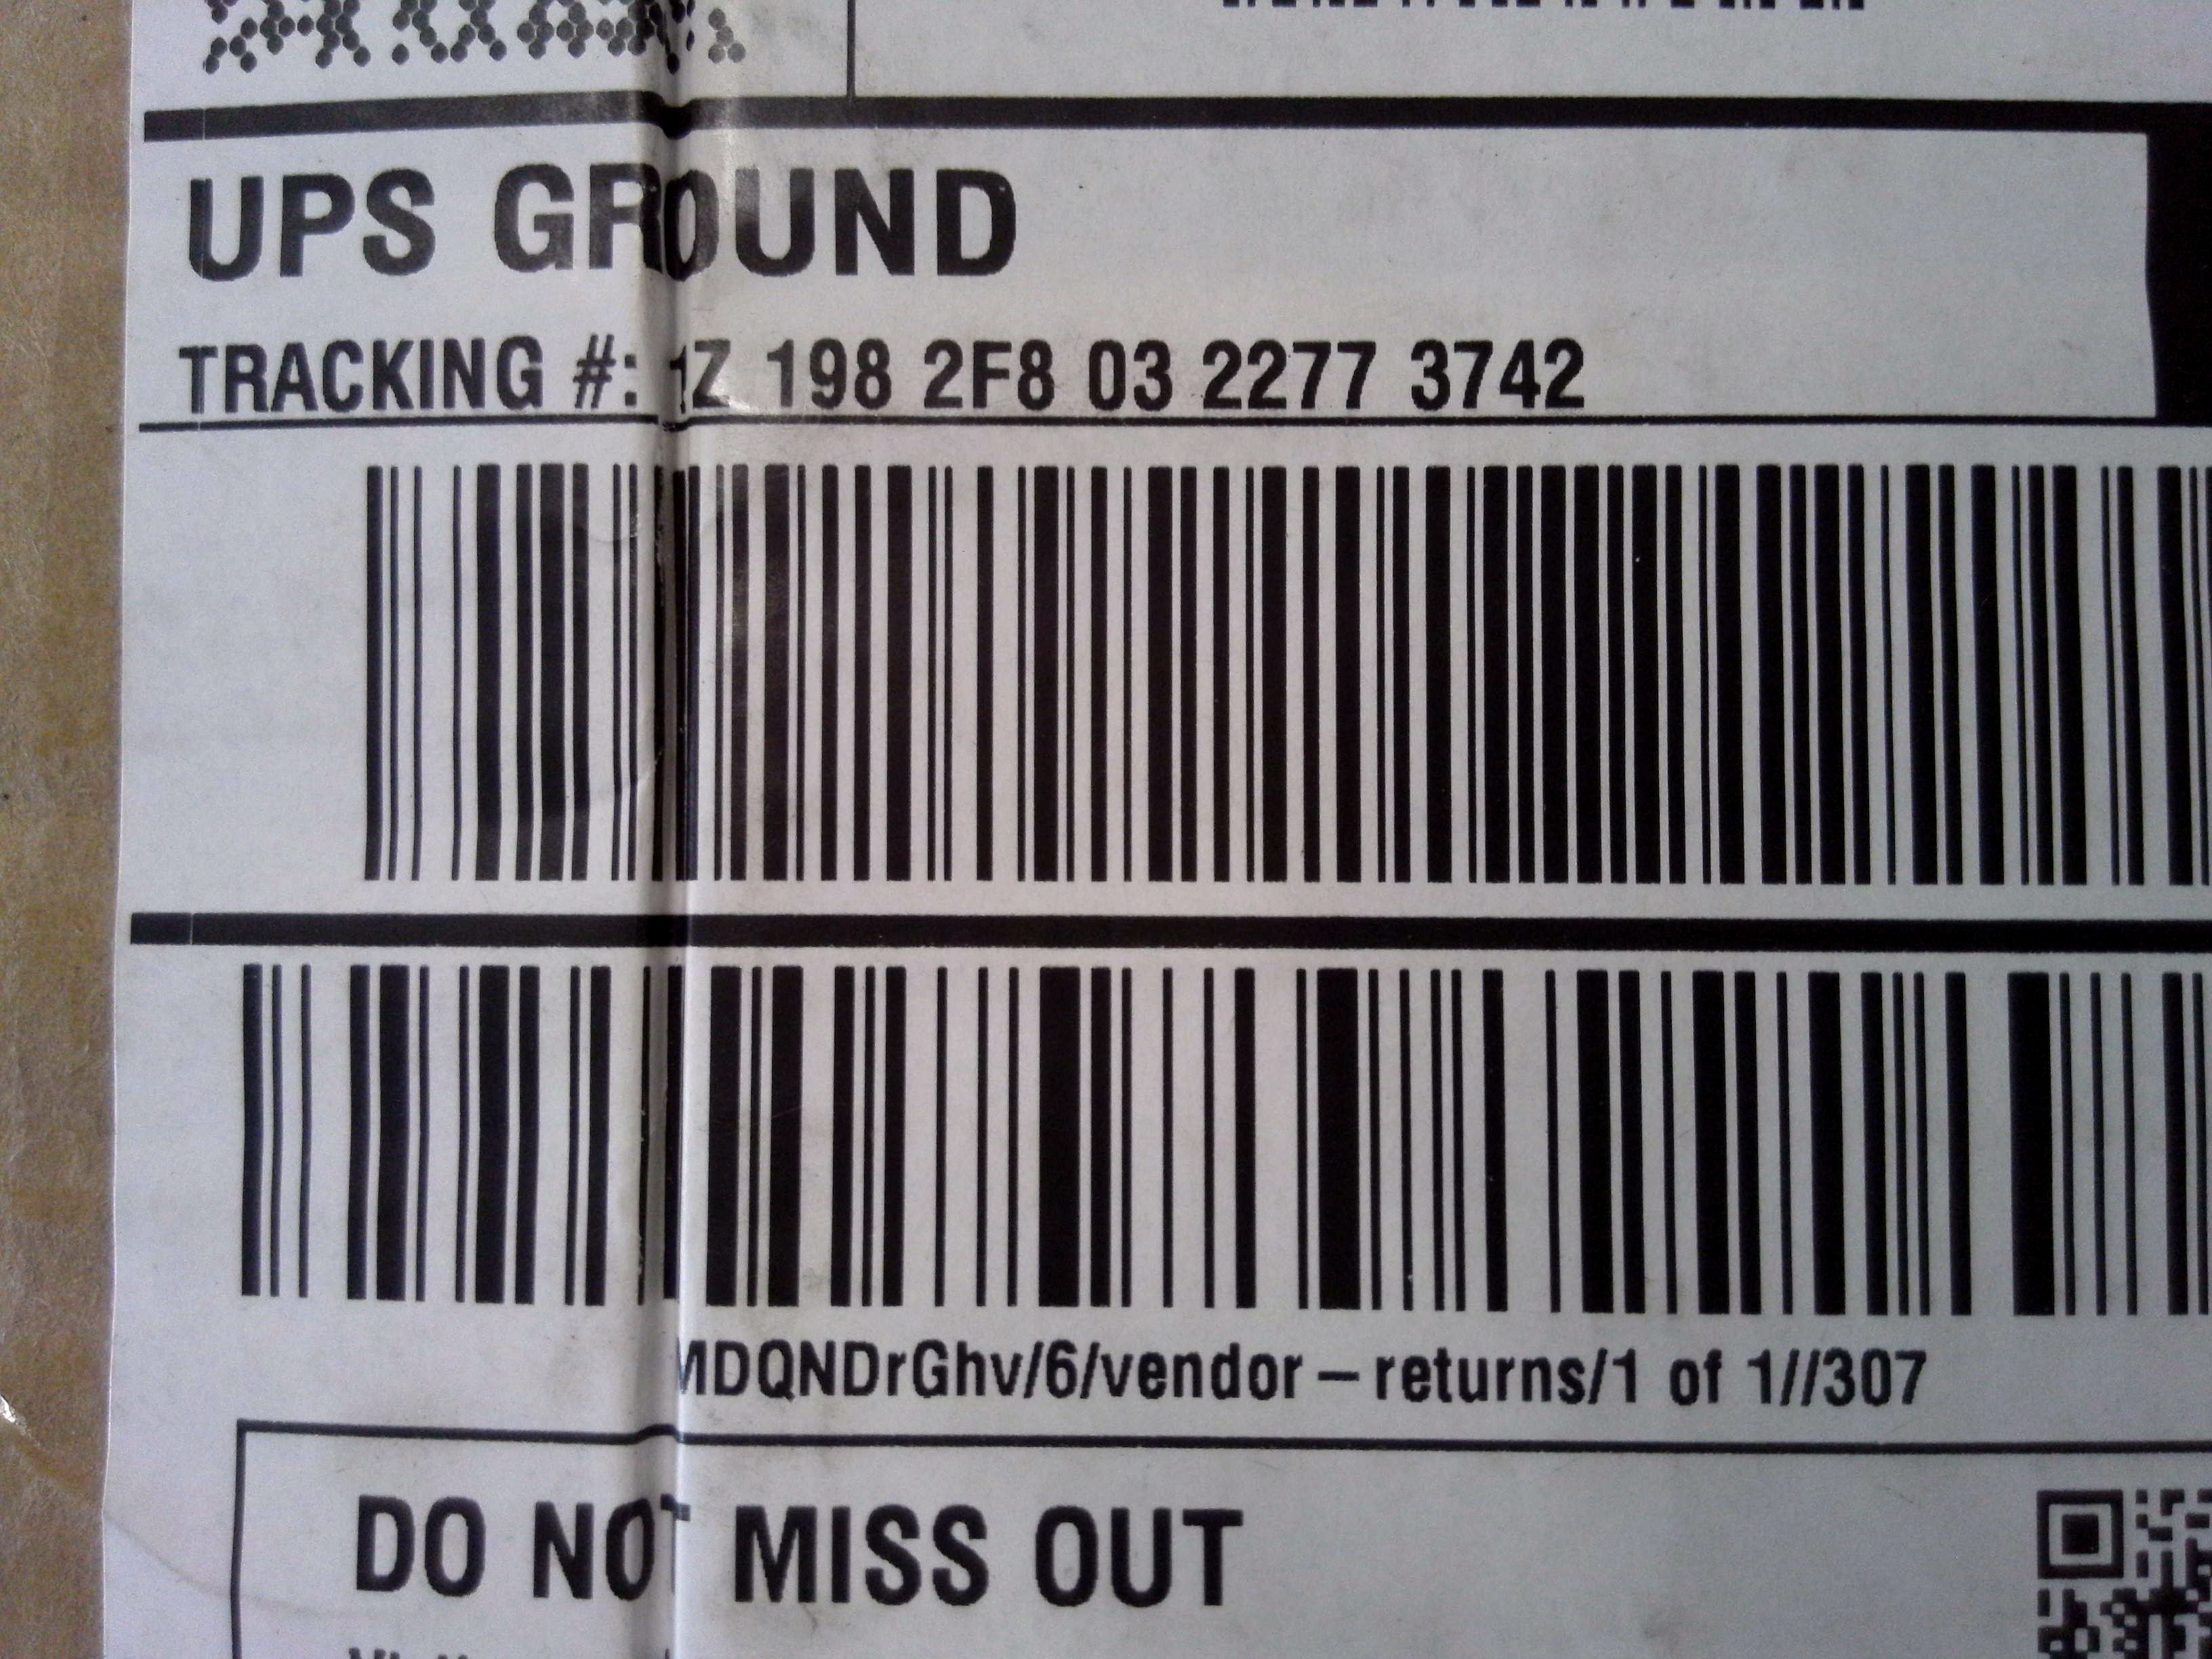 UPS GROUND
TRACKING #: 1Z 198 2F8 03 2277 3742
MDQNDrGhv/6/vendor – returns/1 of 1//307
DO NOT MISS OUT